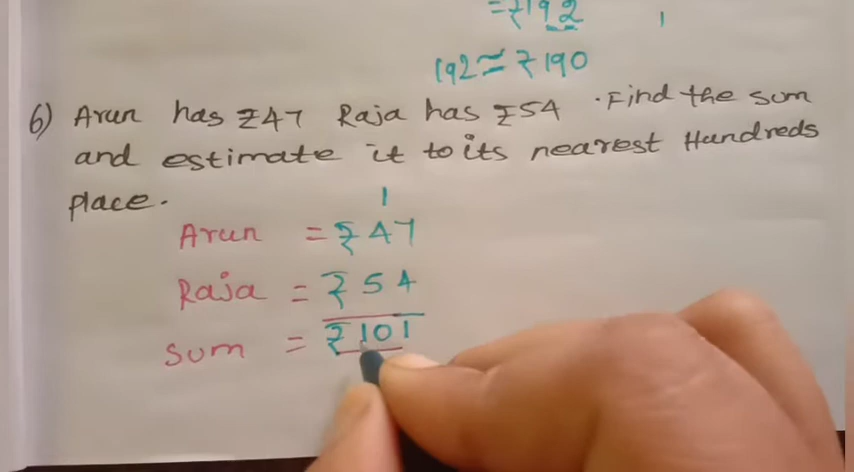 =₹192
192≃₹190
6) Arun has ₹47 Raja has ₹54. Find the sum
and estimate it to its nearest Hundreds
place.
1
Arun = ₹47
Raja = ₹54
Sum = ₹101